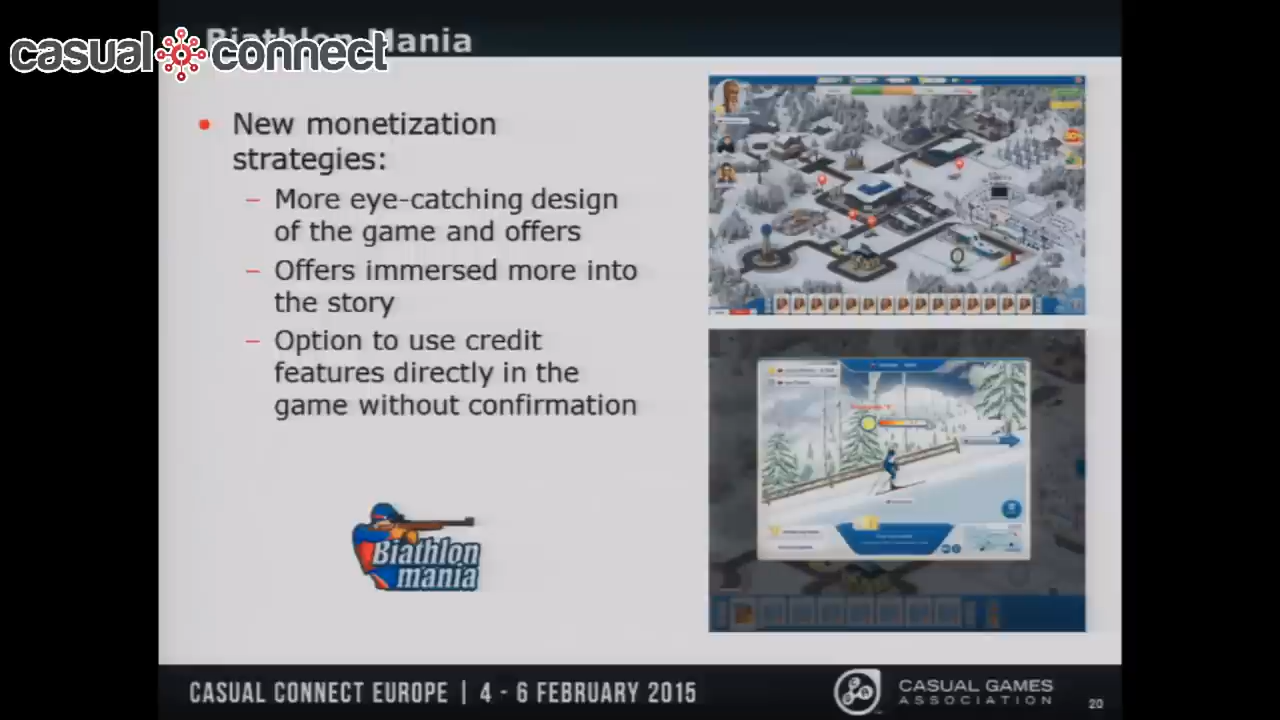 Biathlon Mania
casual connect
New monetization
strategies:
– More eye-catching design
of the game and offers
– Offers immersed more into
the story
– Option to use credit
features directly in the
game without confirmation
Biathlon
mania
CASUAL CONNECT EUROPE | 4 - 6 FEBRUARY 2015
CASUAL GAMES
ASSOCIATION
20